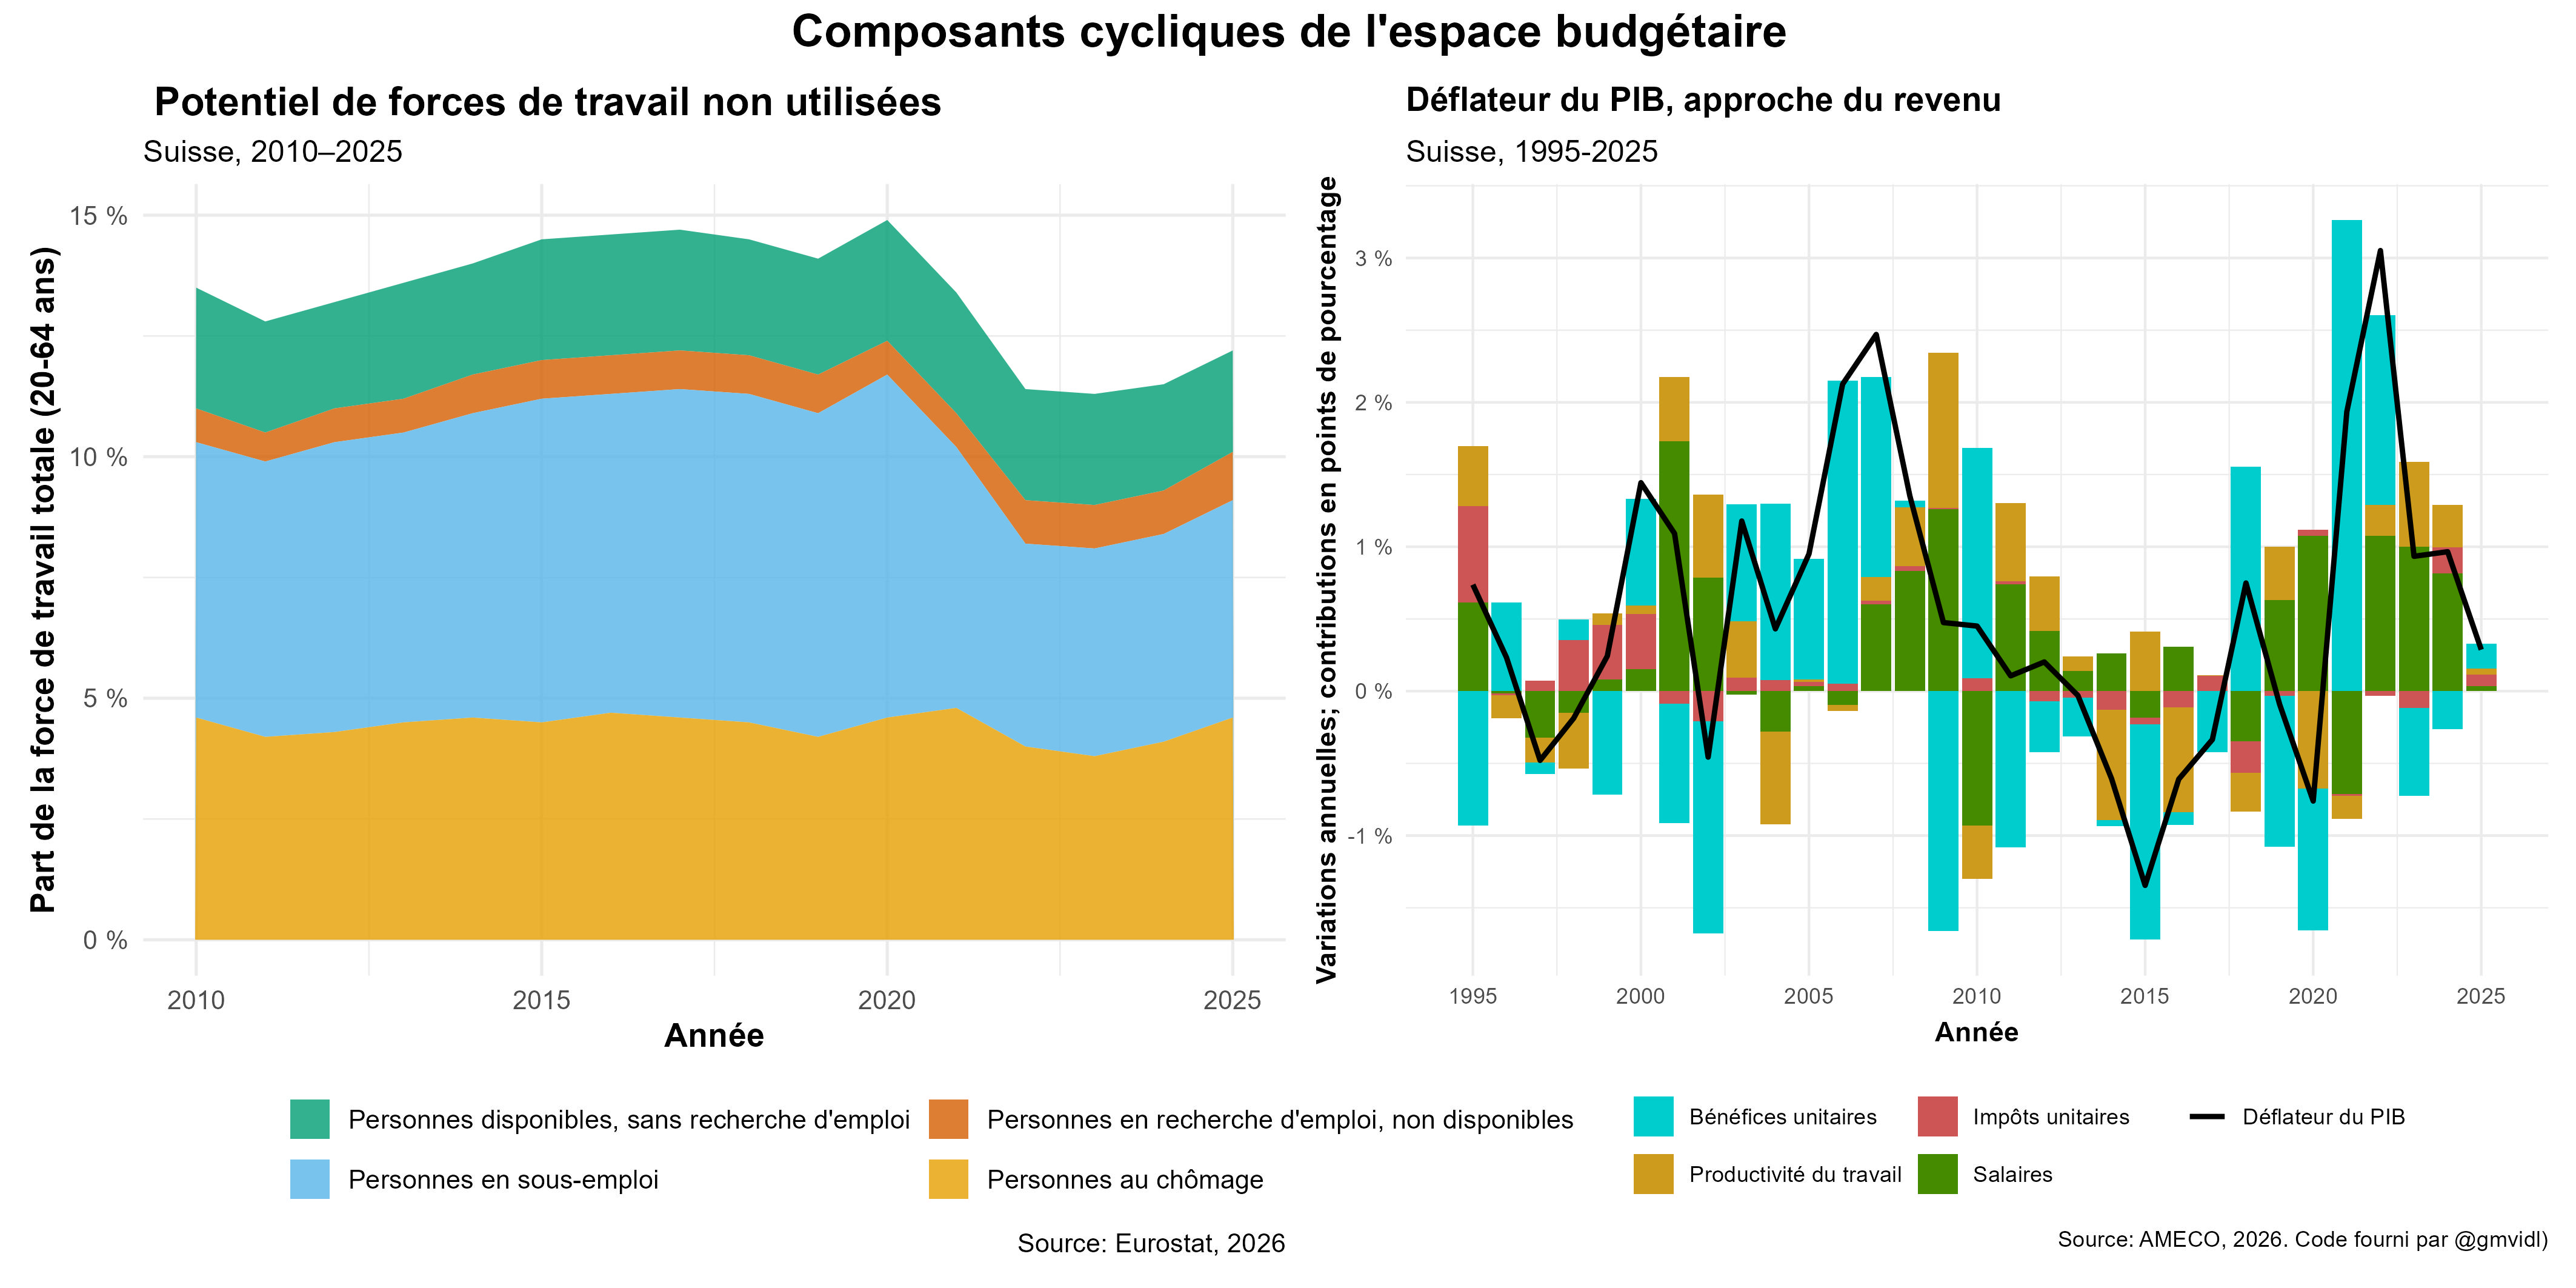 Composants cycliques de l'espace budgétaire
Potentiel de forces de travail non utilisées
Suisse, 2010–2025
Part de la force de travail totale (20-64 ans)
15 %
10 %
5 %
0 %
2010
2015
2020
2025
Année
Personnes disponibles, sans recherche d'emploi
Personnes en recherche d'emploi, non disponibles
Personnes en sous-emploi
Personnes au chômage
Source: Eurostat, 2026
Déflateur du PIB, approche du revenu
Suisse, 1995-2025
Variations annuelles; contributions en points de pourcentage
3 %
2 %
1 %
0 %
-1 %
1995
2000
2005
2010
2015
2020
2025
Année
Bénéfices unitaires
Impôts unitaires
Déflateur du PIB
Productivité du travail
Salaires
Source: AMECO, 2026. Code fourni par @gmvidl)